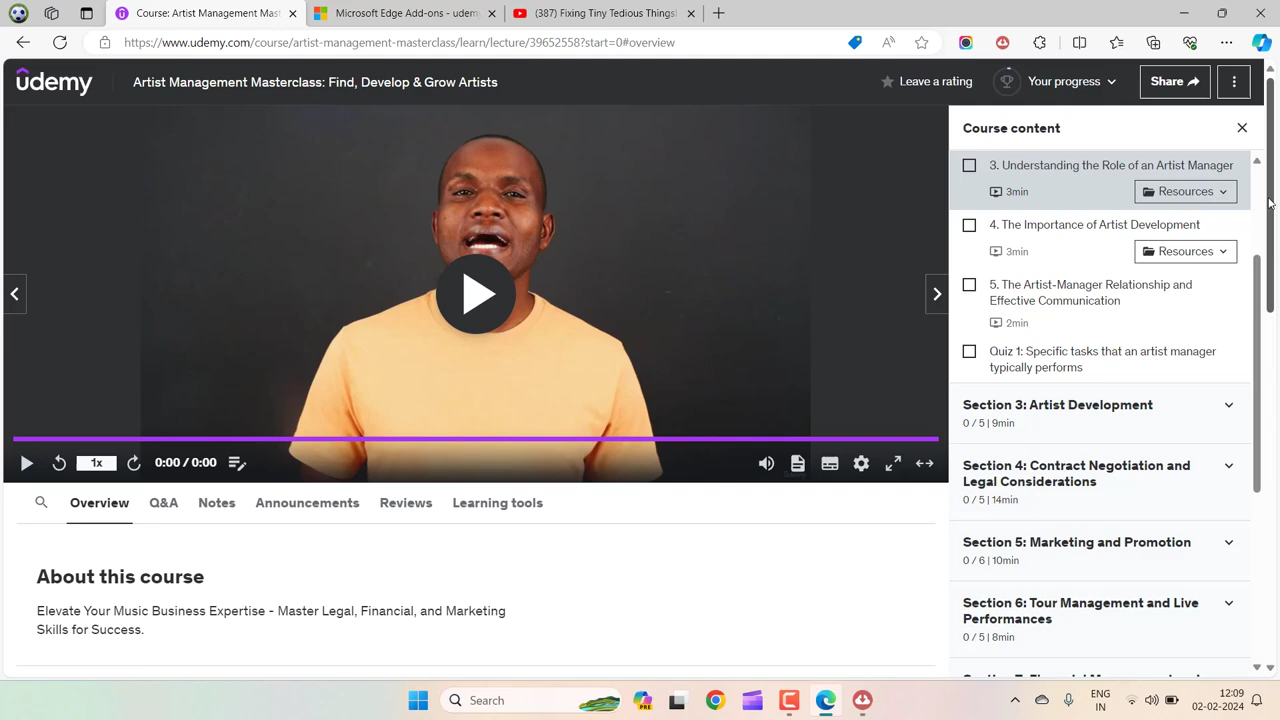 Course: Artist Management Mast
Microsoft Edge Add-ons - udem
(387) Fixing Tiny Tedious Things!
https://www.udemy.com/course/artist-management-masterclass/learn/lecture/39652558?start=0#overview
udemy
Artist Management Masterclass: Find, Develop & Grow Artists
Leave a rating
Your progress
Share
Course content
3. Understanding the Role of an Artist Manager
3min
Resources
4. The Importance of Artist Development
3min
Resources
5. The Artist-Manager Relationship and
Effective Communication
2min
Quiz 1: Specific tasks that an artist manager
typically performs
Section 3: Artist Development
0 / 5 | 9min
Section 4: Contract Negotiation and
Legal Considerations
0 / 5 | 14min
Section 5: Marketing and Promotion
0 / 6 | 10min
Section 6: Tour Management and Live
Performances
0 / 5 | 8min
1x
0:00 / 0:00
Overview
Q&A
Notes
Announcements
Reviews
Learning tools
About this course
Elevate Your Music Business Expertise - Master Legal, Financial, and Marketing
Skills for Success.
Search
PRE
ENG
IN
12:09
02-02-2024